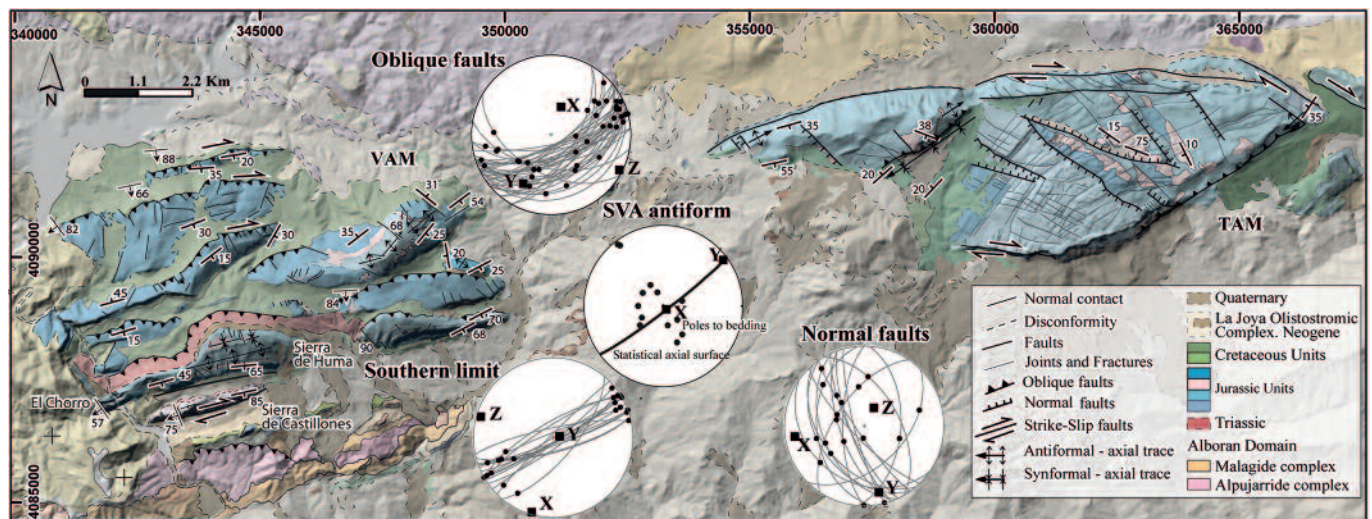 340000
345000
350000
355000
360000
365000
4090000
4085000
N
0 1.1 2.2 Km
VAM
TAM
Oblique faults
X
Y
Z
SVA antiform
Y
X
Poles to bedding
Statistical axial surface
Southern limit
Z
Y
X
Normal faults
Z
X
Y
El Chorro
Sierra
de Huma
Sierra
de Castillones
88
20
35
66
82
30
30
15
35
68
31
54
25
20
25
45
84
15
70
68
90
45
65
85
75
57
35
38
55
20
20
15
75
10
35
Normal contact
Disconformity
Faults
Joints and Fractures
Oblique faults
Normal faults
Strike-Slip faults
Antiformal - axial trace
Synformal - axial trace
Quaternary
La Joya Olistostromic
Complex. Neogene
Cretaceous Units
Jurassic Units
Triassic
Alboran Domain
Malagide complex
Alpujarride complex